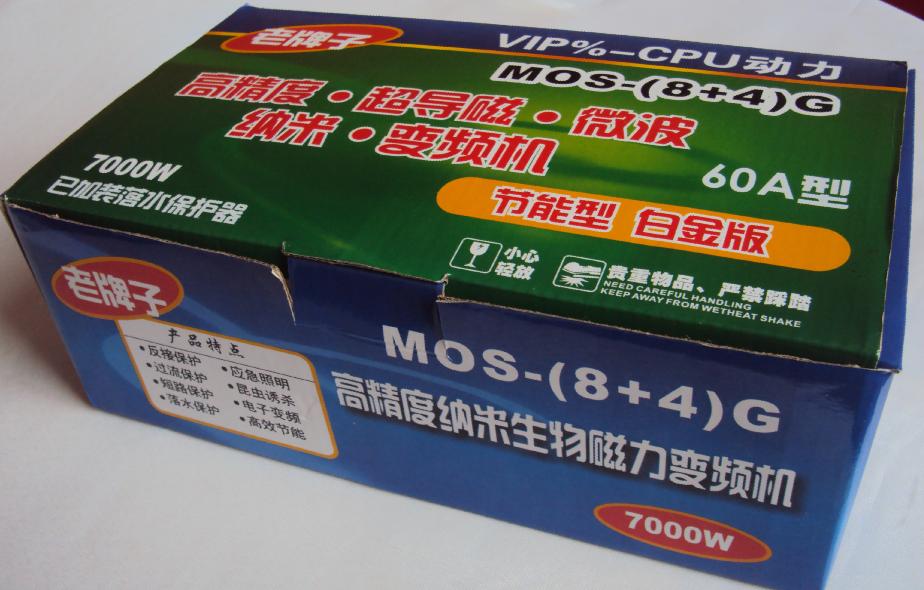 老牌子
VIP%-CPU动力
MOS-(8+4)G
高精度·超导磁·微波
纳米·变频机
7000W
已加装落水保护器
60A型
节能型 白金版
小心
轻放
贵重物品、严禁踩踏
NEED CAREFUL HANDLING
KEEP AWAY FROM WETHEAT SHAKE
老牌子
产品特点
·反接保护 ·应急照明
·过流保护 ·昆虫诱杀
·短路保护 ·电子变频
·落水保护 ·高效节能
MOS-(8+4)G
高精度纳米生物磁力变频机
7000W